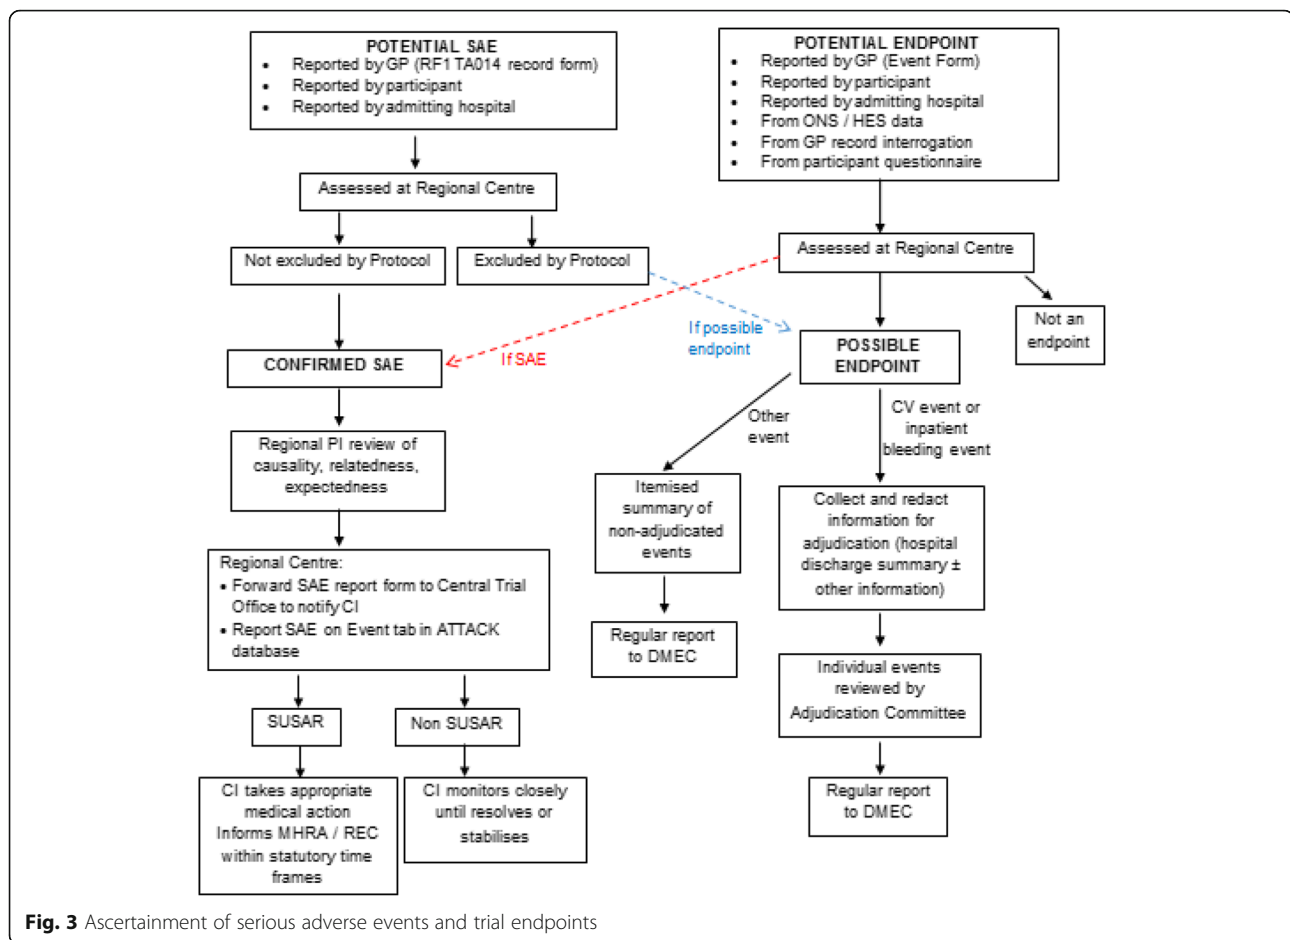 POTENTIAL SAE
• Reported by GP (RF1 TA014 record form)
• Reported by participant
• Reported by admitting hospital
POTENTIAL ENDPOINT
• Reported by GP (Event Form)
• Reported by participant
• Reported by admitting hospital
• From ONS / HES data
• From GP record interrogation
• From participant questionnaire
Assessed at Regional Centre
Not excluded by Protocol
Excluded by Protocol
Assessed at Regional Centre
If SAE
If possible
endpoint
Not an
endpoint
CONFIRMED SAE
POSSIBLE
ENDPOINT
Other
event
CV event or
inpatient
bleeding event
Regional PI review of
causality, relatedness,
expectedness
Itemised
summary of
non-adjudicated
events
Collect and redact
information for
adjudication (hospital
discharge summary ±
other information)
Regional Centre:
• Forward SAE report form to Central Trial
Office to notify CI
• Report SAE on Event tab in ATTACK
database
Regular report
to DMEC
Individual events
reviewed by
Adjudication Committee
SUSAR
Non SUSAR
CI takes appropriate
medical action
Informs MHRA / REC
within statutory time
frames
CI monitors closely
until resolves or
stabilises
Regular report
to DMEC
Fig. 3 Ascertainment of serious adverse events and trial endpoints